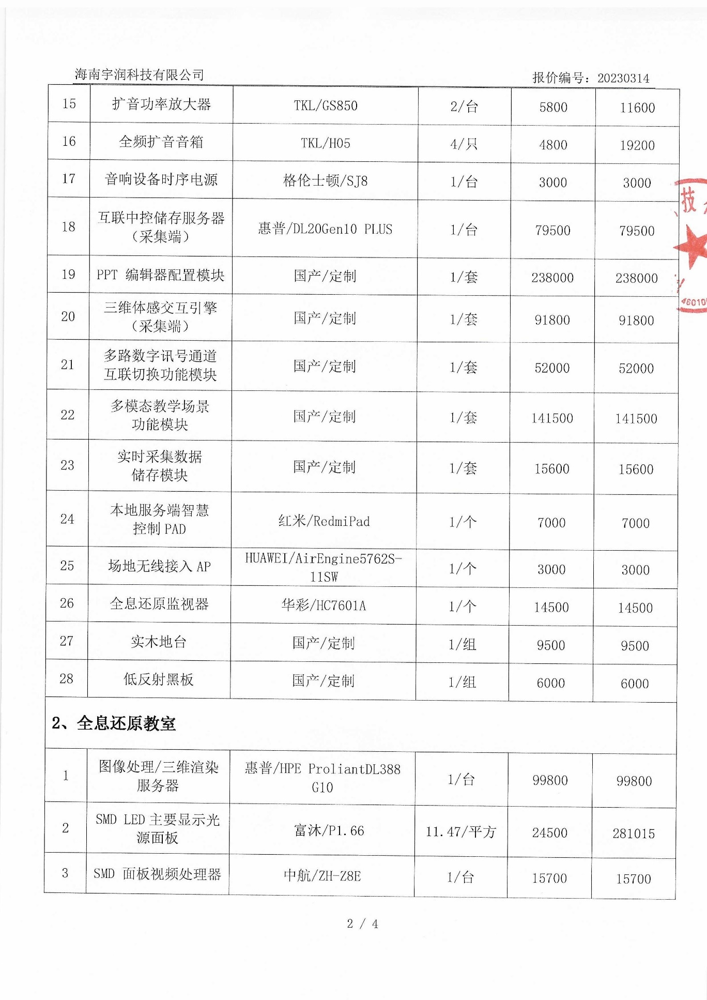 海南宇润科技有限公司 报价编号：20230314
15 扩音功率放大器 TKL/GS850 2/台 5800 11600
16 全频扩音音箱 TKL/H05 4/只 4800 19200
17 音响设备时序电源 格伦士顿/SJ8 1/台 3000 3000
18 互联中控储存服务器
（采集端） 惠普/DL20Gen10 PLUS 1/台 79500 79500
19 PPT 编辑器配置模块 国产/定制 1/套 238000 238000
20 三维体感交互引擎
（采集端） 国产/定制 1/套 91800 91800
21 多路数字讯号通道
互联切换功能模块 国产/定制 1/套 52000 52000
22 多模态教学场景
功能模块 国产/定制 1/套 141500 141500
23 实时采集数据
储存模块 国产/定制 1/套 15600 15600
24 本地服务端智慧
控制 PAD 红米/RedmiPad 1/个 7000 7000
25 场地无线接入 AP HUAWEI/AirEngine5762S-
11SW 1/个 3000 3000
26 全息还原监视器 华彩/HC7601A 1/个 14500 14500
27 实木地台 国产/定制 1/组 9500 9500
28 低反射黑板 国产/定制 1/组 6000 6000
2、全息还原教室
1 图像处理/三维渲染
服务器 惠普/HPE ProliantDL388
G10 1/台 99800 99800
2 SMD LED 主要显示光
源面板 富沐/P1.66 11.47/平方 24500 281015
3 SMD 面板视频处理器 中航/ZH-Z8E 1/台 15700 15700
技
46010
2 / 4